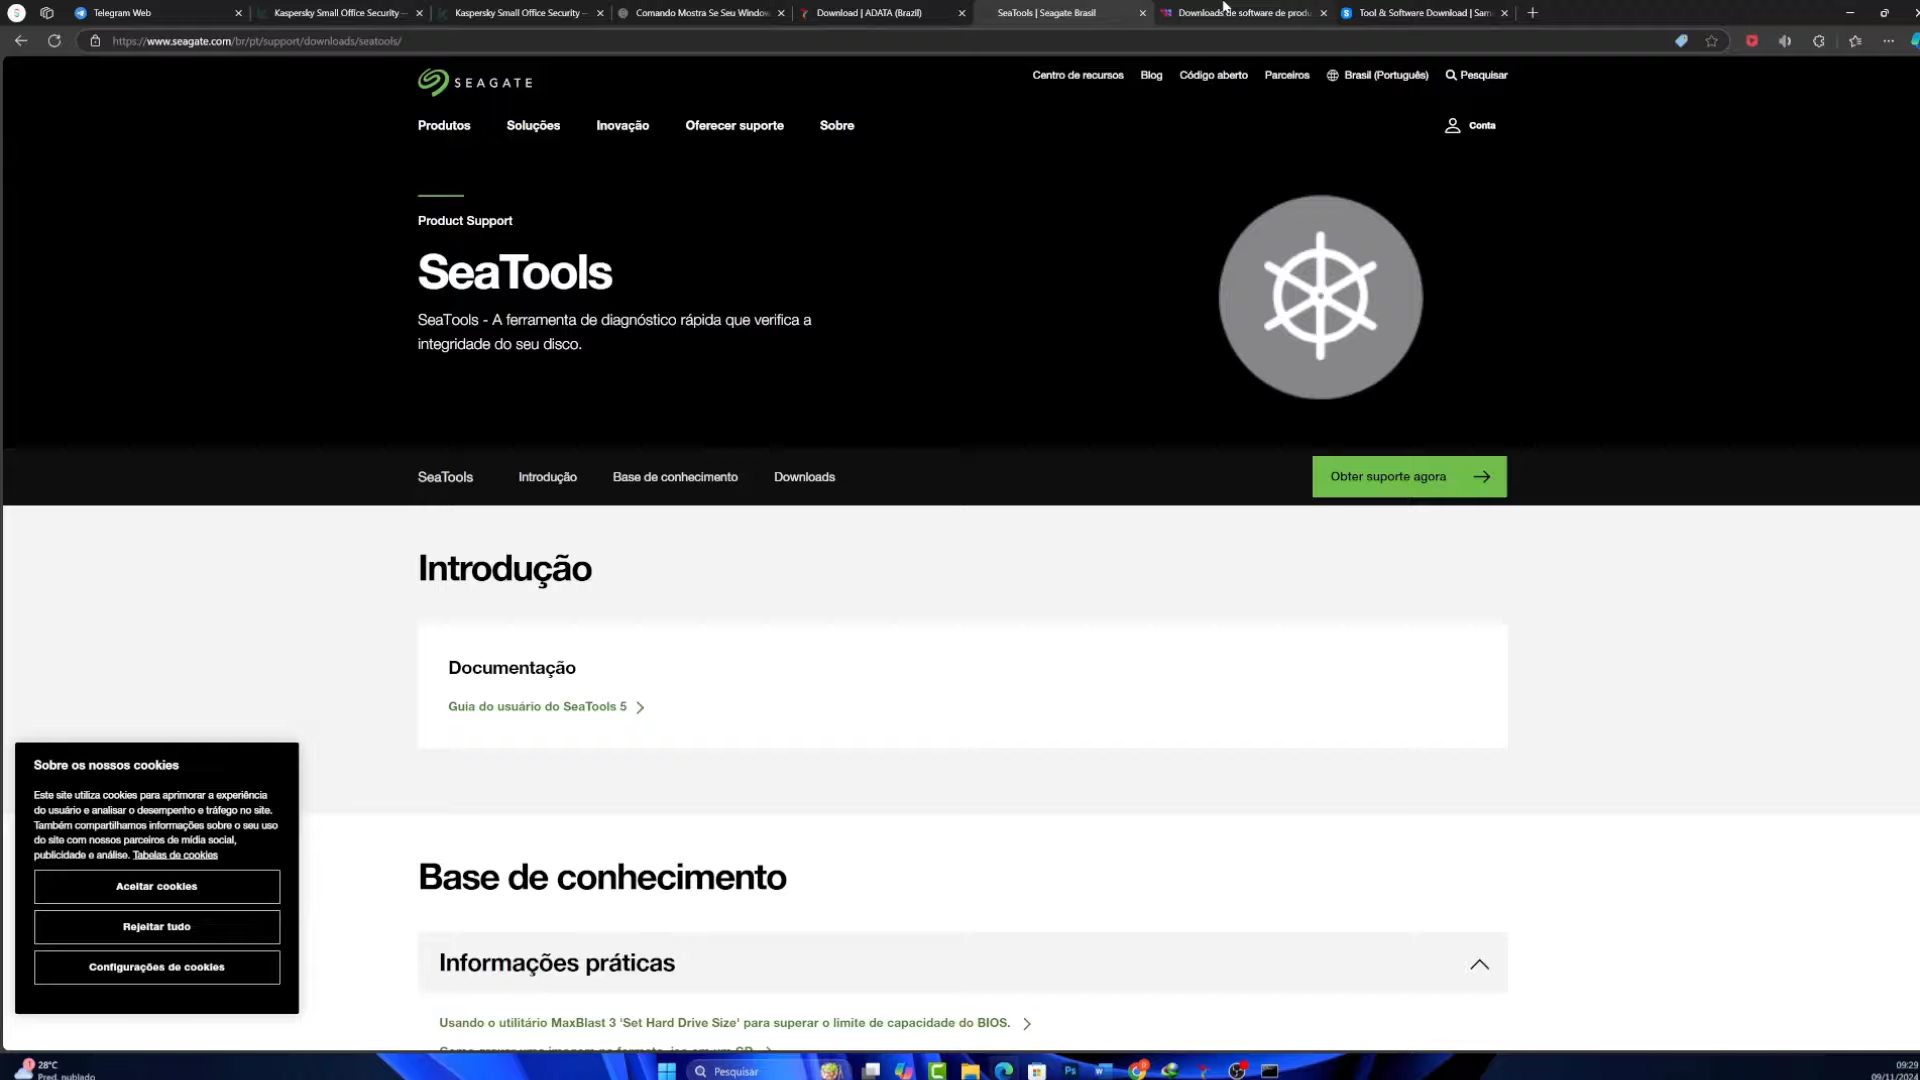 Telegram Web
Kaspersky Small Office Security -
Kaspersky Small Office Security -
Comando Mostra Se Seu Window
Download | ADATA (Brazil)
SeaTools | Seagate Brasil
Downloads de software de produ
Tool & Software Download | Sam
https://www.seagate.com/br/pt/support/downloads/seatools/
SEAGATE
Centro de recursos
Blog
Código aberto
Parceiros
Brasil (Português)
Pesquisar
Produtos
Soluções
Inovação
Oferecer suporte
Sobre
Conta
Product Support
SeaTools
SeaTools - A ferramenta de diagnóstico rápida que verifica a
integridade do seu disco.
SeaTools
Introdução
Base de conhecimento
Downloads
Obter suporte agora
Introdução
Documentação
Guia do usuário do SeaTools 5
Sobre os nossos cookies
Este site utiliza cookies para aprimorar a experiência
do usuário e analisar o desempenho e tráfego no site.
Também compartilhamos informações sobre o seu uso
do site com nossos parceiros de mídia social,
publicidade e análise. Tabelas de cookies
Aceitar cookies
Rejeitar tudo
Configurações de cookies
Base de conhecimento
Informações práticas
Usando o utilitário MaxBlast 3 'Set Hard Drive Size' para superar o limite de capacidade do BIOS.
28°C
Pred. nublado
Pesquisar
09:29
09/11/2024